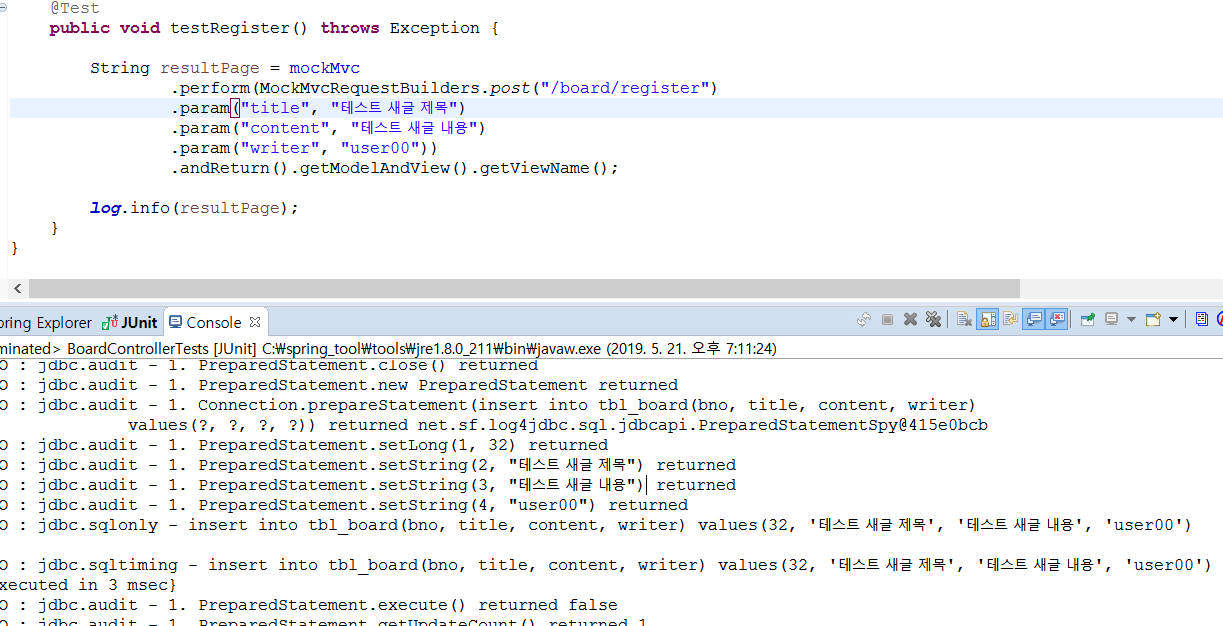 @Test
public void testRegister() throws Exception {
String resultPage = mockMvc
.perform(MockMvcRequestBuilders.post("/board/register")
.param("title", "테스트 새글 제목")
.param("content", "테스트 새글 내용")
.param("writer", "user00"))
.andReturn().getModelAndView().getViewName();
log.info(resultPage);
}
}
pring Explorer JUnit Console
minated> BoardControllerTests [JUnit] C:₩spring_tool₩tools₩jre1.8.0_211₩bin₩javaw.exe (2019. 5. 21. 오후 7:11:24)
O : jdbc.audit - 1. PreparedStatement.close() returned
O : jdbc.audit - 1. PreparedStatement.new PreparedStatement returned
O : jdbc.audit - 1. Connection.prepareStatement(insert into tbl_board(bno, title, content, writer)
values(?, ?, ?, ?)) returned net.sf.log4jdbc.sql.jdbcapi.PreparedStatementSpy@415e0bcb
O : jdbc.audit - 1. PreparedStatement.setLong(1, 32) returned
O : jdbc.audit - 1. PreparedStatement.setString(2, "테스트 새글 제목") returned
O : jdbc.audit - 1. PreparedStatement.setString(3, "테스트 새글 내용") returned
O : jdbc.audit - 1. PreparedStatement.setString(4, "user00") returned
O : jdbc.sqlonly - insert into tbl_board(bno, title, content, writer) values(32, '테스트 새글 제목', '테스트 새글 내용', 'user00')
O : jdbc.sqltiming - insert into tbl_board(bno, title, content, writer) values(32, '테스트 새글 제목', '테스트 새글 내용', 'user00')
xecuted in 3 msec}
O : jdbc.audit - 1. PreparedStatement.execute() returned false
O : jdbc.audit - 1. PreparedStatement.getUpdateCount() returned 1